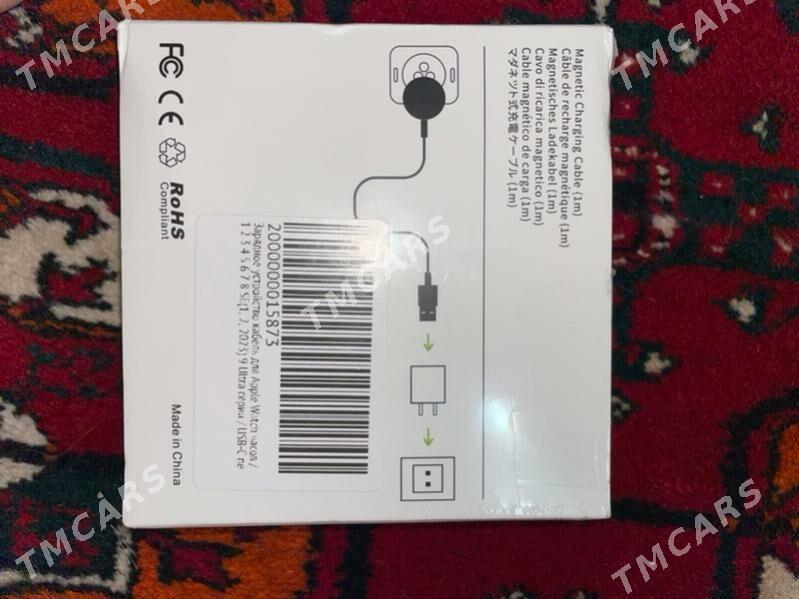 Magnetic Charging Cable (1m)
Câble de recharge magnétique (1m)
Magnetisches Ladekabel (1m)
Cavo di ricarica magnetico (1m)
Cable magnético de carga (1m)
マグネット式充電ケーブル (1m)
2000000015873
Зарядное устройство кабель для Apple Watch часов /
1 2 3 4 5 6 7 8 SE(1, 2, 2023) 9 Ultra серии / USB-C ne
FC CE
RoHS
Compliant
Made in China
TMCARS
TMCARS
TMCARS
TMCARS
TMCARS